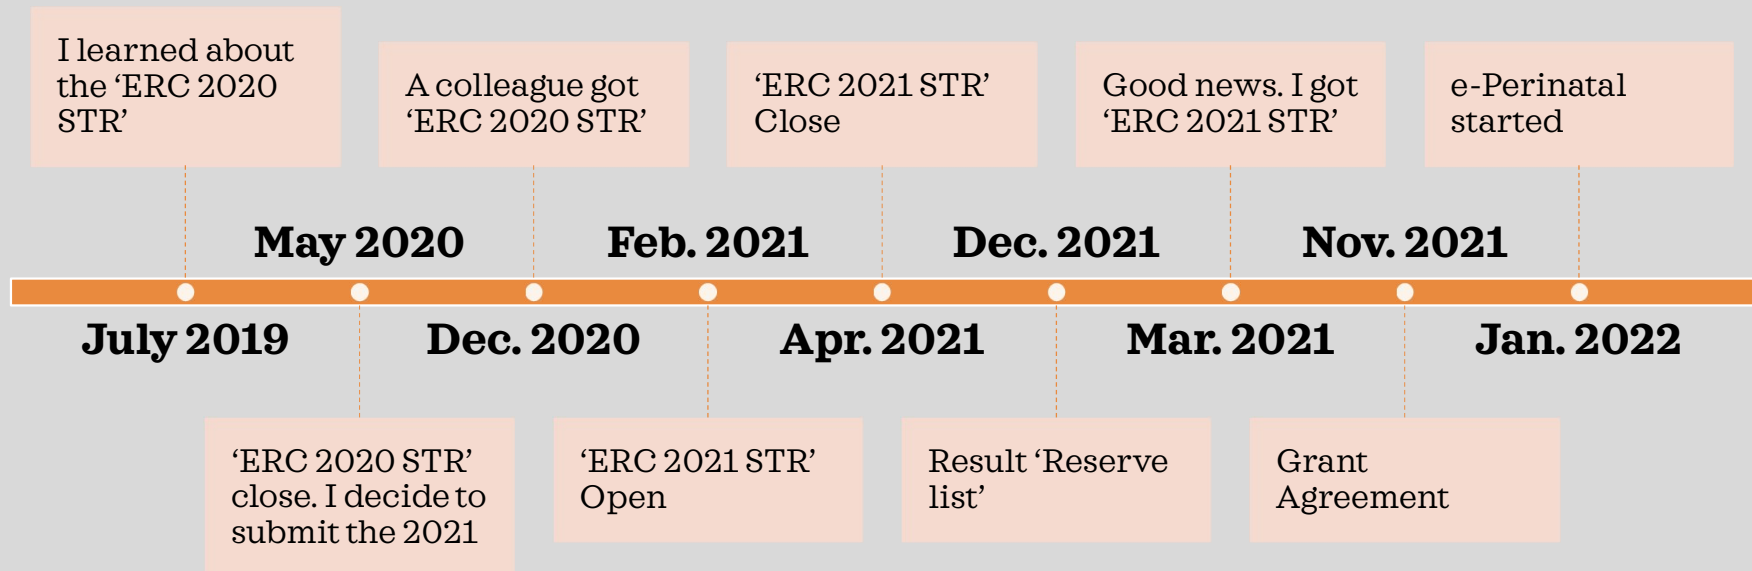 I learned about
the ‘ERC 2020
STR’
A colleague got
‘ERC 2020 STR’
‘ERC 2021 STR’
Close
Good news. I got
‘ERC 2021 STR’
e-Perinatal
started
May 2020
Feb. 2021
Dec. 2021
Nov. 2021
July 2019
Dec. 2020
Apr. 2021
Mar. 2021
Jan. 2022
‘ERC 2020 STR’
close. I decide to
submit the 2021
‘ERC 2021 STR’
Open
Result ‘Reserve
list’
Grant
Agreement